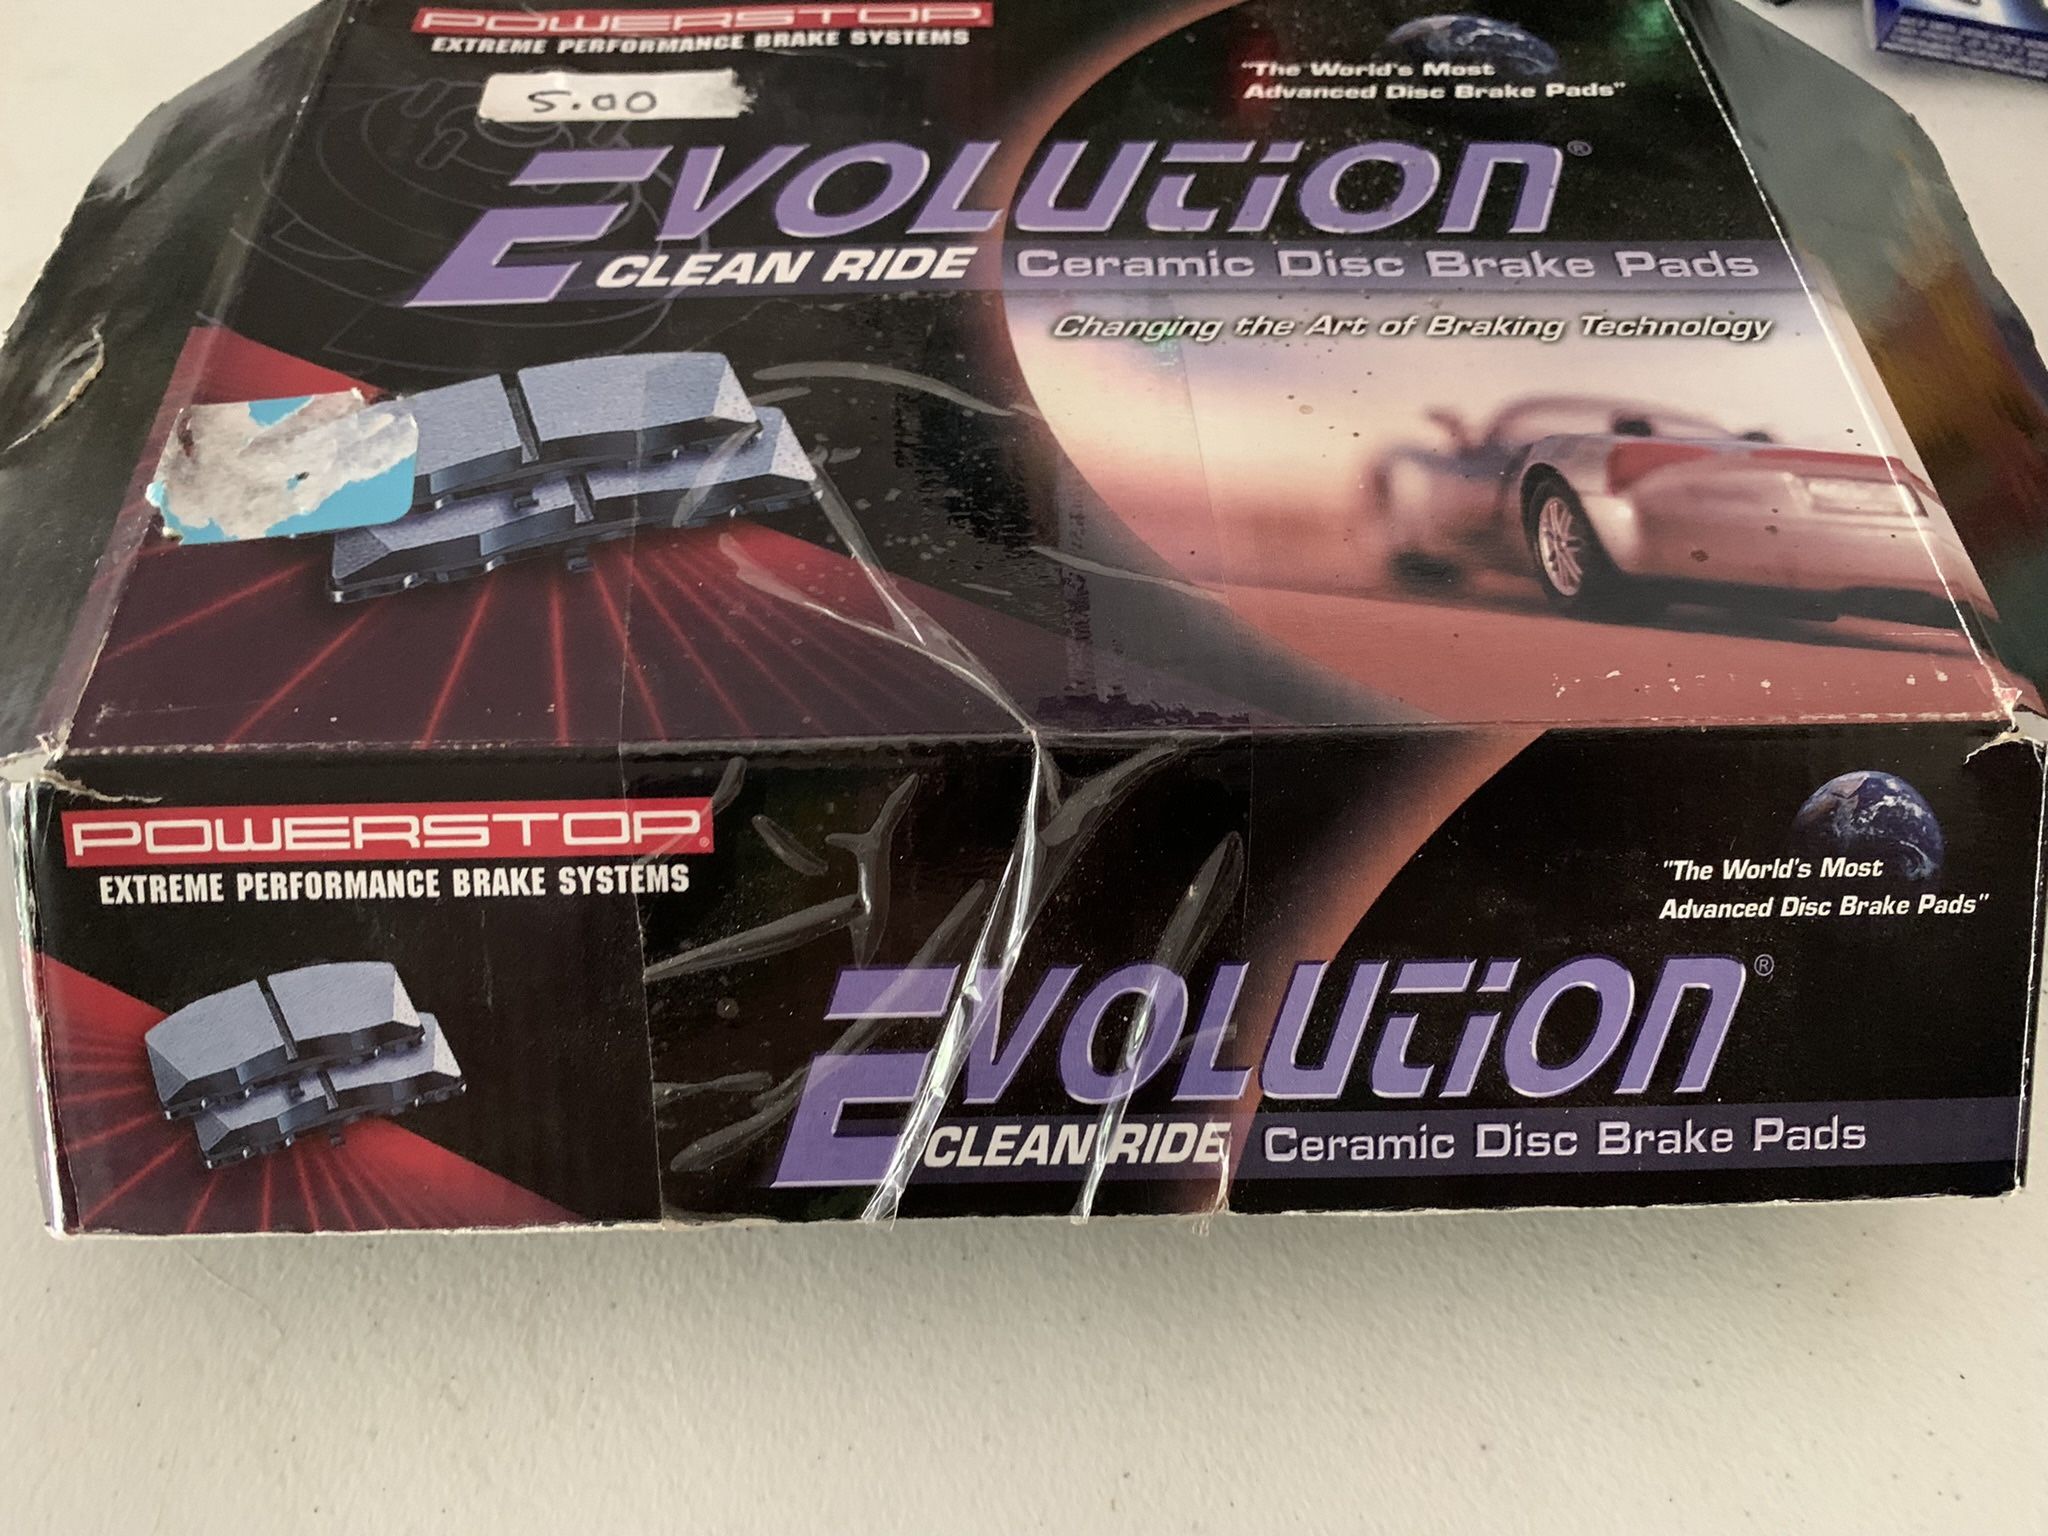 POWERSTOP
EXTREME PERFORMANCE BRAKE SYSTEMS
5.00
"The World's Most
Advanced Disc Brake Pads"
EVOLUTION®
CLEAN RIDE Ceramic Disc Brake Pads
Changing the Art of Braking Technology
POWERSTOP®
EXTREME PERFORMANCE BRAKE SYSTEMS
"The World's Most
Advanced Disc Brake Pads"
EVOLUTION®
CLEAN RIDE Ceramic Disc Brake Pads